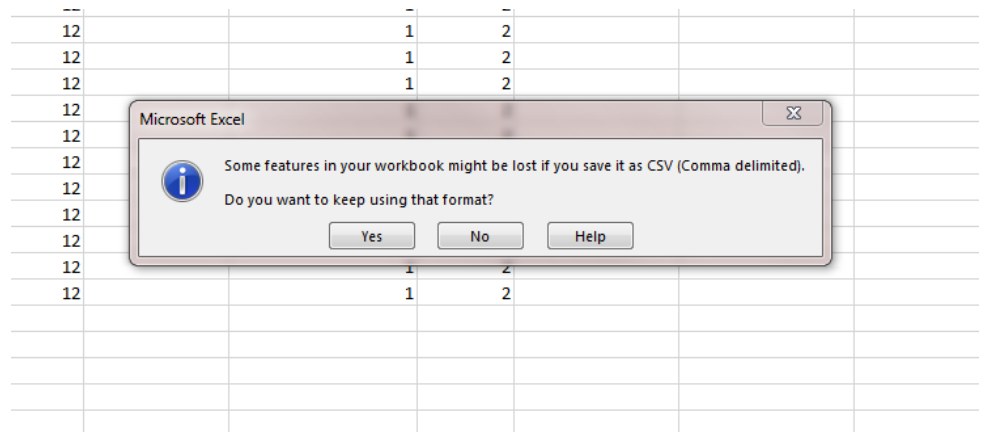 12 1 2
12 1 2
12 1 2
12
Microsoft Excel
12
12
Some features in your workbook might be lost if you save it as CSV (Comma delimited).
12
Do you want to keep using that format?
12
Yes No Help
12
12 1 2
12 1 2